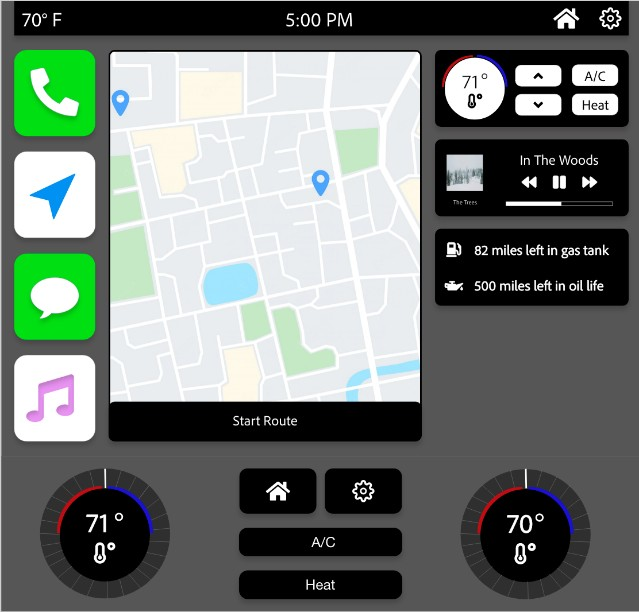 70° F
5:00 PM
71°
A/C
Heat
In The Woods
The Trees
82 miles left in gas tank
500 miles left in oil life
Start Route
71°
A/C
Heat
70°